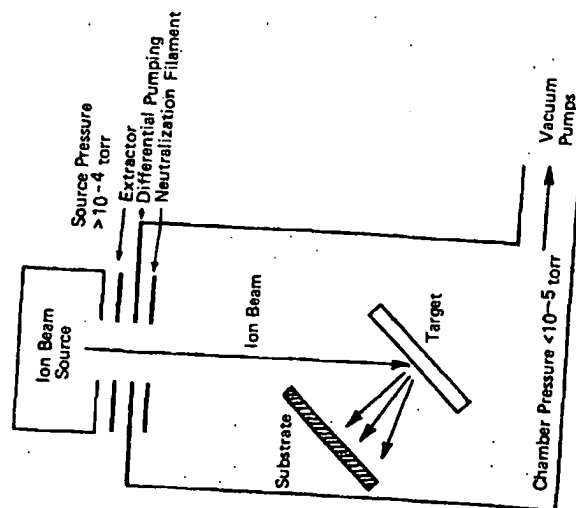 Source Pressure
>10-4 torr
Extractor
Differential Pumping
Neutralization Filament
Ion Beam
Source
Ion Beam
Substrate
Target
Vacuum
Pumps
Chamber Pressure <10-5 torr